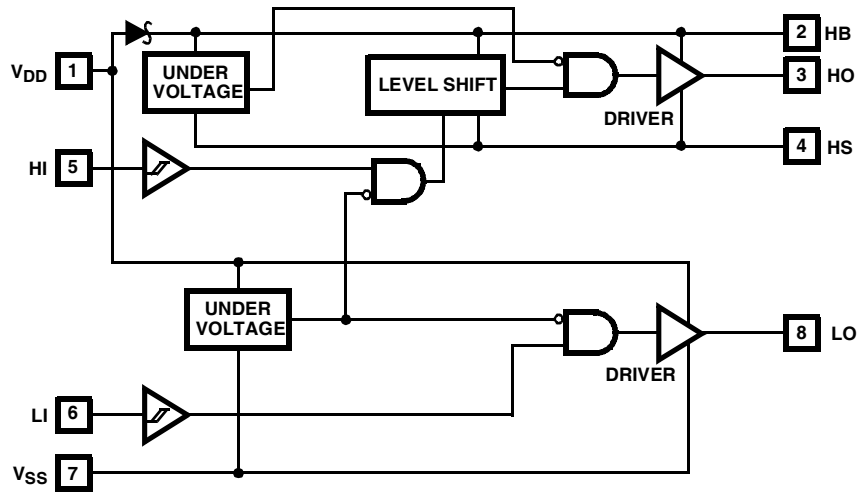 2 HB
V_DD 1
UNDER
VOLTAGE
LEVEL SHIFT
3 HO
DRIVER
4 HS
HI 5
UNDER
VOLTAGE
8 LO
DRIVER
LI 6
V_SS 7